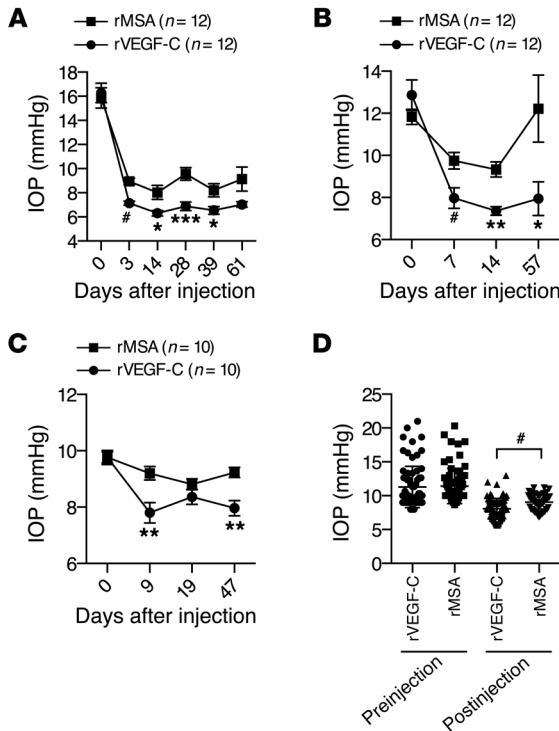 A
rMSA (n = 12)
rVEGF-C (n = 12)
IOP (mmHg)
18
16
14
12
10
8
6
4
#
*
***
*
0
3
14
28
39
61
Days after injection
B
rMSA (n = 12)
rVEGF-C (n = 12)
IOP (mmHg)
14
12
10
8
6
#
**
*
0
7
14
57
Days after injection
C
rMSA (n = 10)
rVEGF-C (n = 10)
IOP (mmHg)
12
10
8
6
**
**
0
9
19
47
Days after injection
D
IOP (mmHg)
25
20
15
10
5
0
#
rVEGF-C
rMSA
rVEGF-C
rMSA
Preinjection
Postinjection